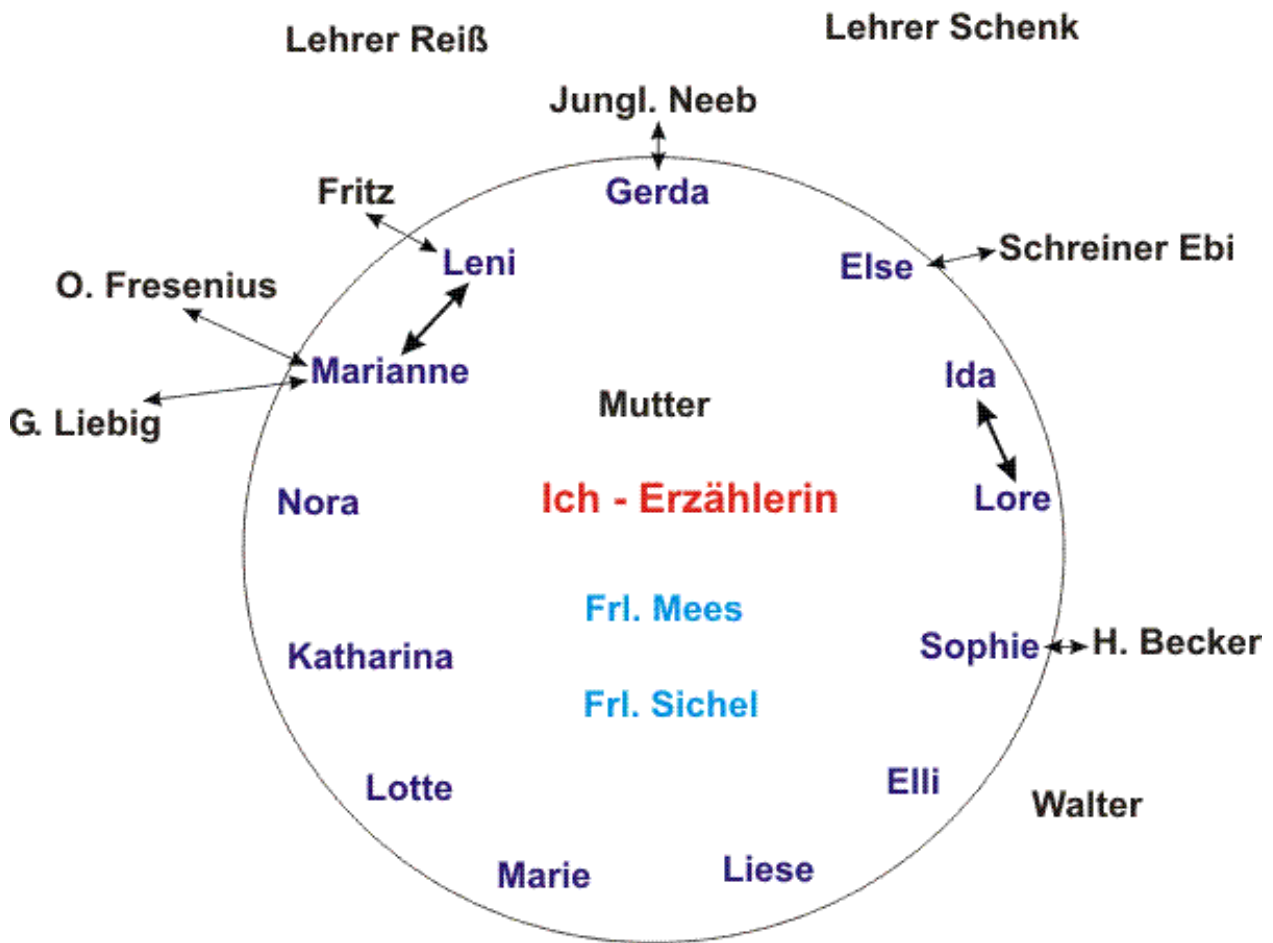 Lehrer Reiß
Lehrer Schenk
Jungl. Neeb
Fritz
Gerda
Leni
Else
Schreiner Ebi
O. Fresenius
Marianne
Ida
G. Liebig
Mutter
Nora
Ich - Erzählerin
Lore
Frl. Mees
Katharina
Sophie
H. Becker
Frl. Sichel
Lotte
Elli
Walter
Marie
Liese